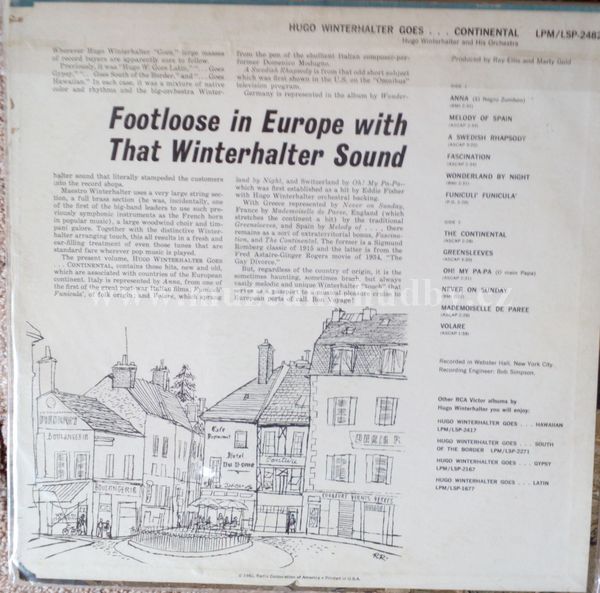 HUGO WINTERHALTER GOES . . . CONTINENTAL LPM/LSP-2482
Hugo Winterhalter and His Orchestra
Wherever Hugo Winterhalter "Goes," large masses
of record buyers are apparently sure to follow.
Previously, it was "Hugo W. Goes Latin," ". . . Goes
Gypsy," ". . . Goes South of the Border," and ". . . Goes
Hawaiian." In each case, it was a mixture of native
color and rhythms and the big-orchestra Winter-
from the pen of the ebullient Italian composer-per-
former Domenico Modugno.
A Swedish Rhapsody is from that old short subject
which was first shown in the U.S. on the "Omnibus"
television program.
Germany is represented in the album by Wonder-
Footloose in Europe with
That Winterhalter Sound
halter sound that literally stampeded the customers
into the record shops.
Maestro Winterhalter uses a very large string sec-
tion, a full brass section (he was, incidentally, one
of the first of the big-band leaders to use such pre-
viously symphonic instruments as the French horn
in popular music), a large woodwind choir and tim-
pani galore. Together with the distinctive Winter-
halter arranging touch, this all results in a fresh and
ear-filling treatment of even those tunes that are
standard fare wherever pop music is played.
The present volume, HUGO WINTERHALTER GOES
. . . CONTINENTAL, contains those hits, new and old,
which are associated with countries of the European
continent. Italy is represented by Anna, from one of
the first of the great post-war Italian films; Funiculi'
Funicula', of folk origin; and Volare, which sprang
land by Night, and Switzerland by Oh! My Pa-Pa—
which was first established as a hit by Eddie Fisher
with Hugo Winterhalter orchestral backing.
With Greece represented by Never on Sunday,
France by Mademoiselle de Paree, England (which
stretches the continent a bit) by the traditional
Greensleeves, and Spain by Melody of . . . , there
remains as a sort of extraterritorial bonus, Fascina-
tion, and The Continental. The former is a Sigmund
Romberg classic of 1915 and the latter is from the
Fred Astaire-Ginger Rogers movie of 1934, "The
Gay Divorcee."
But, regardless of the country of origin, it is the
sometimes haunting, sometimes brash, but always
easily melodic and unique Winterhalter "touch" that
serves as a passport to unusual pleasure in these
European ports of call. Bon Voyage!
Produced by Ray Ellis and Marty Gold
SIDE 1
ANNA (El Negro Zumbon)
MELODY OF SPAIN
A SWEDISH RHAPSODY
FASCINATION
WONDERLAND BY NIGHT
FUNICULI' FUNICULA'
SIDE 2
THE CONTINENTAL
GREENSLEEVES
OH! MY PA-PA (O mein Papa)
NEVER ON SUNDAY
MADEMOISELLE DE PAREE
VOLARE
Recorded in Webster Hall, New York City.
Recording Engineer: Bob Simpson.
Other RCA Victor albums by
Hugo Winterhalter you will enjoy:
HUGO WINTERHALTER GOES . . . HAWAIIAN
LPM/LSP-2417
HUGO WINTERHALTER GOES . . . SOUTH
OF THE BORDER LPM/LSP-2271
HUGO WINTERHALTER GOES . . . GYPSY
LPM/LSP-2167
HUGO WINTERHALTER GOES . . . LATIN
LPM/LSP-1677
BOULANGERIE
BOULANGERIE
Cafe
Hotel
Du Dome
R.R.
Radio Corporation of America • Printed in U.S.A.